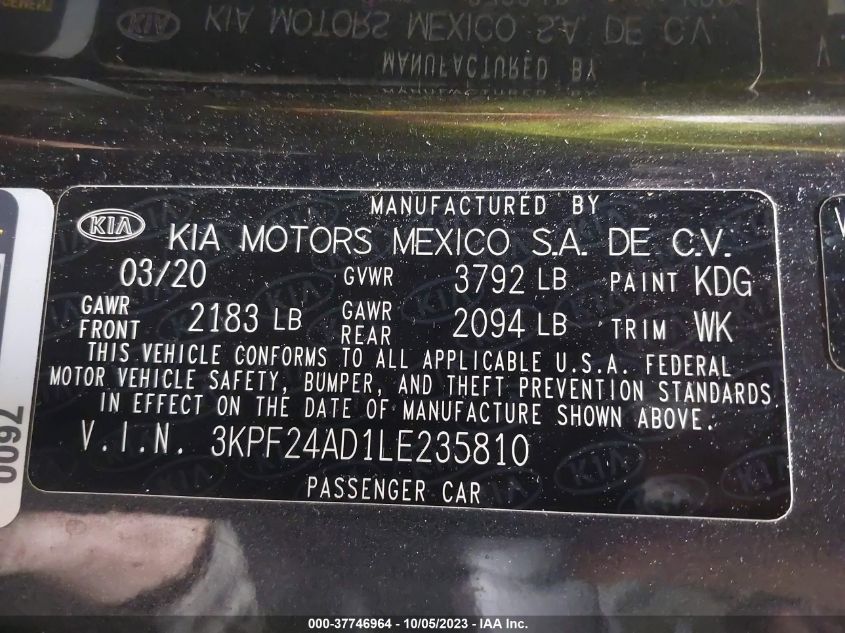 GENERAL
KIA MOTORS MEXICO S.A. DE C.V.
MANUFACTURED BY
MANUFACTURED BY
KIA KIA MOTORS MEXICO S.A. DE C.V.
03/20 GVWR 3792 LB PAINT KDG
GAWR FRONT 2183 LB GAWR REAR 2094 LB TRIM WK
THIS VEHICLE CONFORMS TO ALL APPLICABLE U.S.A. FEDERAL
MOTOR VEHICLE SAFETY, BUMPER, AND THEFT PREVENTION STANDARDS
IN EFFECT ON THE DATE OF MANUFACTURE SHOWN ABOVE.
V.I.N. 3KPF24AD1LE235810
PASSENGER CAR
7600
V
000-37746964 - 10/05/2023 - IAA Inc.